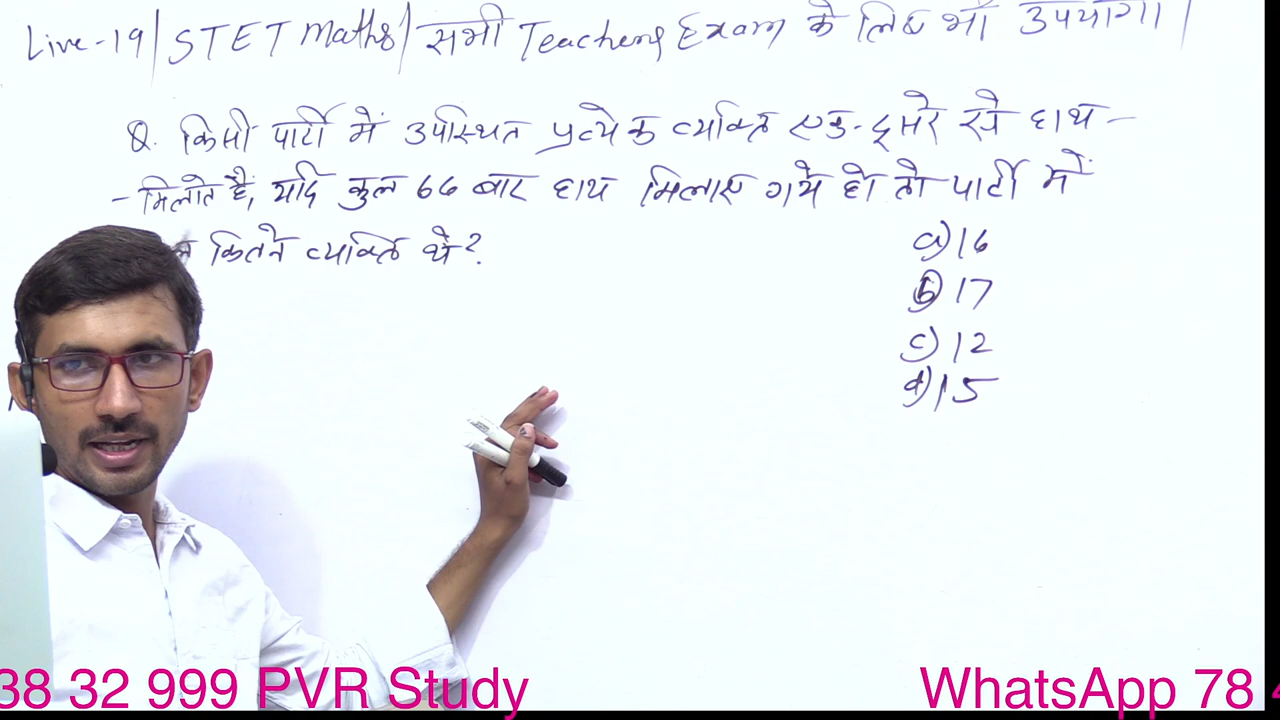 Live-19/STET Maths/सभी Teaching Exam के लिए भी उपयोगी/
Q. किसी पार्टी में उपस्थित प्रत्येक व्यक्ति एक-दूसरे से हाथ-
-मिलाते हैं, यदि कुल 66 बार हाथ मिलाए गये हो तो पार्टी में
कितने व्यक्ति थे?
a) 16
b) 17
c) 12
d) 15
38 32 999 PVR Study
WhatsApp 78